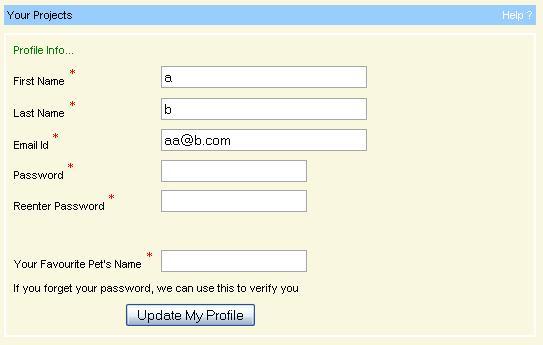 Your Projects Help ?
Profile Info...
First Name * a
Last Name * b
Email Id * aa@b.com
Password *
Reenter Password *
Your Favourite Pet's Name *
If you forget your password, we can use this to verify you
Update My Profile